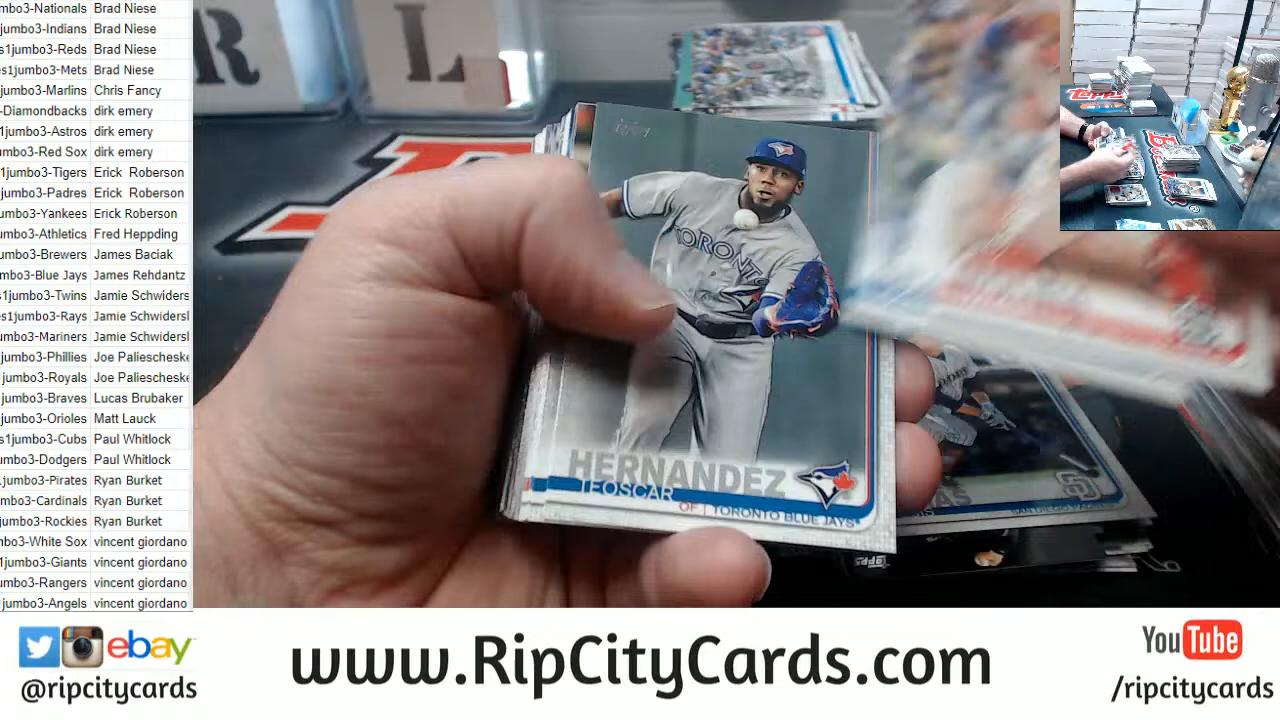 mbo3-Nationals Brad Niese
jumbo3-Indians Brad Niese
s1jumbo3-Reds Brad Niese
es1jumbo3-Mets Brad Niese
jumbo3-Marlins Chris Fancy
-Diamondbacks dirk emery
1jumbo3-Astros dirk emery
umbo3-Red Sox dirk emery
1jumbo3-Tigers Erick Roberson
jumbo3-Padres Erick Roberson
umbo3-Yankees Erick Roberson
umbo3-Athletics Fred Heppding
umbo3-Brewers James Baciak
umbo3-Blue Jays James Rehdantz
s1jumbo3-Twins Jamie Schwiders
es1jumbo3-Rays Jamie Schwidersl
jumbo3-Mariners Jamie Schwidersl
jumbo3-Phillies Joe Paliescheske
jumbo3-Royals Joe Paliescheske
umbo3-Braves Lucas Brubaker
jumbo3-Orioles Matt Lauck
s1jumbo3-Cubs Paul Whitlock
umbo3-Dodgers Paul Whitlock
1jumbo3-Pirates Ryan Burket
mbo3-Cardinals Ryan Burket
jumbo3-Rockies Ryan Burket
mbo3-White Sox vincent giordano
1jumbo3-Giants vincent giordano
umbo3-Rangers vincent giordano
jumbo3-Angels vincent giordano
R L
TORONTO
HERNANDEZ
TEOSCAR
OF | TORONTO BLUE JAYS
SAN DIEGO PADRES
Topps
ebay
@ripcitycards
www.RipCityCards.com
YouTube
/ripcitycards